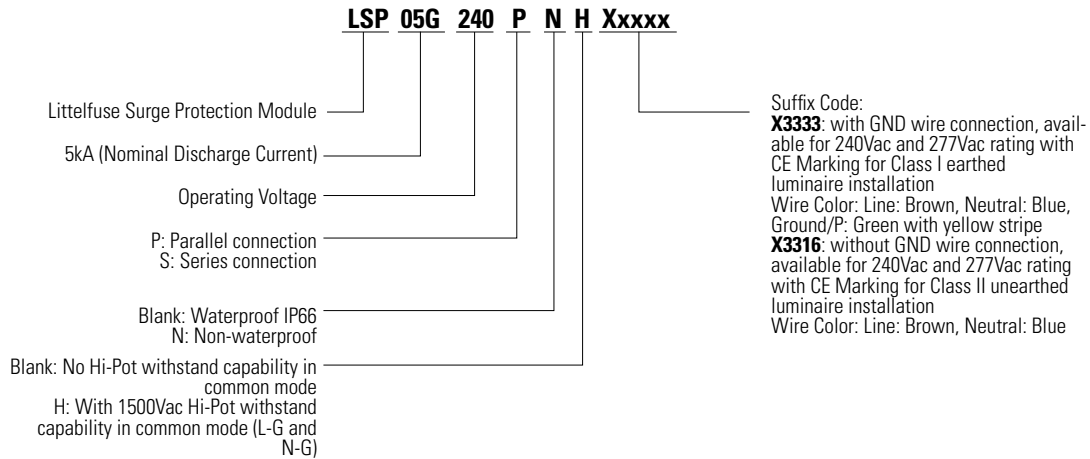 LSP 05G 240 P N H Xxxxx
Littelfuse Surge Protection Module
5kA (Nominal Discharge Current)
Operating Voltage
P: Parallel connection
S: Series connection
Blank: Waterproof IP66
N: Non-waterproof
Blank: No Hi-Pot withstand capability in
common mode
H: With 1500Vac Hi-Pot withstand
capability in common mode (L-G and
N-G)
Suffix Code:
X3333: with GND wire connection, avail-
able for 240Vac and 277Vac rating with
CE Marking for Class I earthed
luminaire installation
Wire Color: Line: Brown, Neutral: Blue,
Ground/P: Green with yellow stripe
X3316: without GND wire connection,
available for 240Vac and 277Vac rating
with CE Marking for Class II unearthed
luminaire installation
Wire Color: Line: Brown, Neutral: Blue